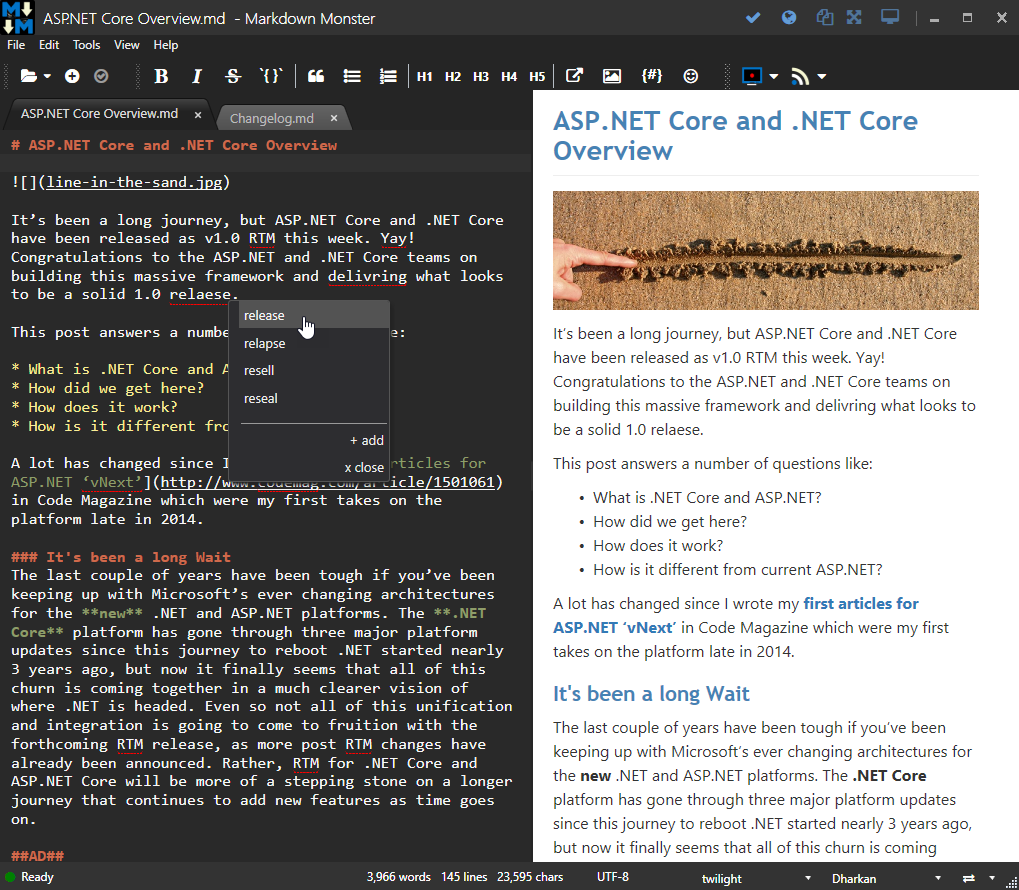 ASP.NET Core Overview.md - Markdown Monster
File Edit Tools View Help
B I S `{}` H1 H2 H3 H4 H5 {#}
ASP.NET Core Overview.md ×
Changelog.md ×
# ASP.NET Core and .NET Core Overview
![](line-in-the-sand.jpg)
It’s been a long journey, but ASP.NET Core and .NET Core
have been released as v1.0 RTM this week. Yay!
Congratulations to the ASP.NET and .NET Core teams on
building this massive framework and delivring what looks
to be a solid 1.0 relaese.
This post answers a numbe e:
* What is .NET Core and A
* How did we get here?
* How does it work?
* How is it different fro
A lot has changed since I rticles for
ASP.NET ‘vNext’](http://www.codemag.com/article/1501061)
in Code Magazine which were my first takes on the
platform late in 2014.
### It's been a long Wait
The last couple of years have been tough if you’ve been
keeping up with Microsoft’s ever changing architectures
for the **new** .NET and ASP.NET platforms. The **.NET
Core** platform has gone through three major platform
updates since this journey to reboot .NET started nearly
3 years ago, but now it finally seems that all of this
churn is coming together in a much clearer vision of
where .NET is headed. Even so not all of this unification
and integration is going to come to fruition with the
forthcoming RTM release, as more post RTM changes have
already been announced. Rather, RTM for .NET Core and
ASP.NET Core will be more of a stepping stone on a longer
journey that continues to add new features as time goes
on.
##AD##
release
relapse
resell
reseal
+ add
x close
ASP.NET Core and .NET Core
Overview
It’s been a long journey, but ASP.NET Core and .NET Core
have been released as v1.0 RTM this week. Yay!
Congratulations to the ASP.NET and .NET Core teams on
building this massive framework and delivring what looks to
be a solid 1.0 relaese.
This post answers a number of questions like:
• What is .NET Core and ASP.NET?
• How did we get here?
• How does it work?
• How is it different from current ASP.NET?
A lot has changed since I wrote my first articles for
ASP.NET ‘vNext’ in Code Magazine which were my first
takes on the platform late in 2014.
It's been a long Wait
The last couple of years have been tough if you’ve been
keeping up with Microsoft’s ever changing architectures for
the new .NET and ASP.NET platforms. The .NET Core
platform has gone through three major platform updates
since this journey to reboot .NET started nearly 3 years ago,
but now it finally seems that all of this churn is coming
Ready 3,966 words 145 lines 23,595 chars UTF-8 twilight Dharkan